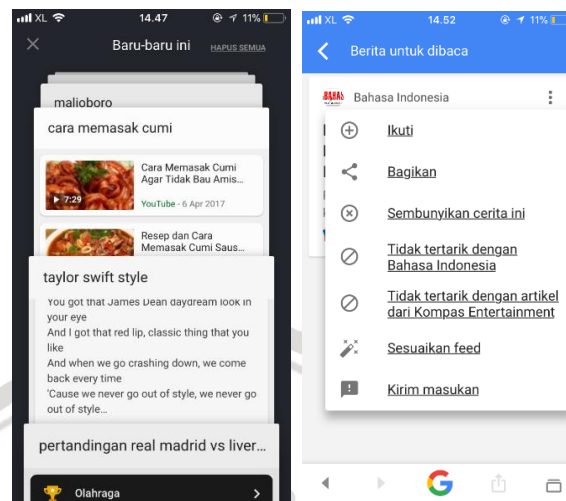 XL 14.47 11%
Baru-baru ini HAPUS SEMUA
malioboro
cara memasak cumi
Cara Memasak Cumi
Agar Tidak Bau Amis...
7:29
YouTube - 6 Apr 2017
Resep dan Cara
Memasak Cumi Saus...
taylor swift style
You got that James Dean daydream look in
your eye
And I got that red lip, classic thing that you
like
And when we go crashing down, we come
back every time
'Cause we never go out of style, we never go
out of style...
pertandingan real madrid vs liver...
Olahraga
XL 14.52 11%
Berita untuk dibaca
BAHAS
Bahasa Indonesia
Ikuti
Bagikan
Sembunyikan cerita ini
Tidak tertarik dengan
Bahasa Indonesia
Tidak tertarik dengan artikel
dari Kompas Entertainment
Sesuaikan feed
Kirim masukan